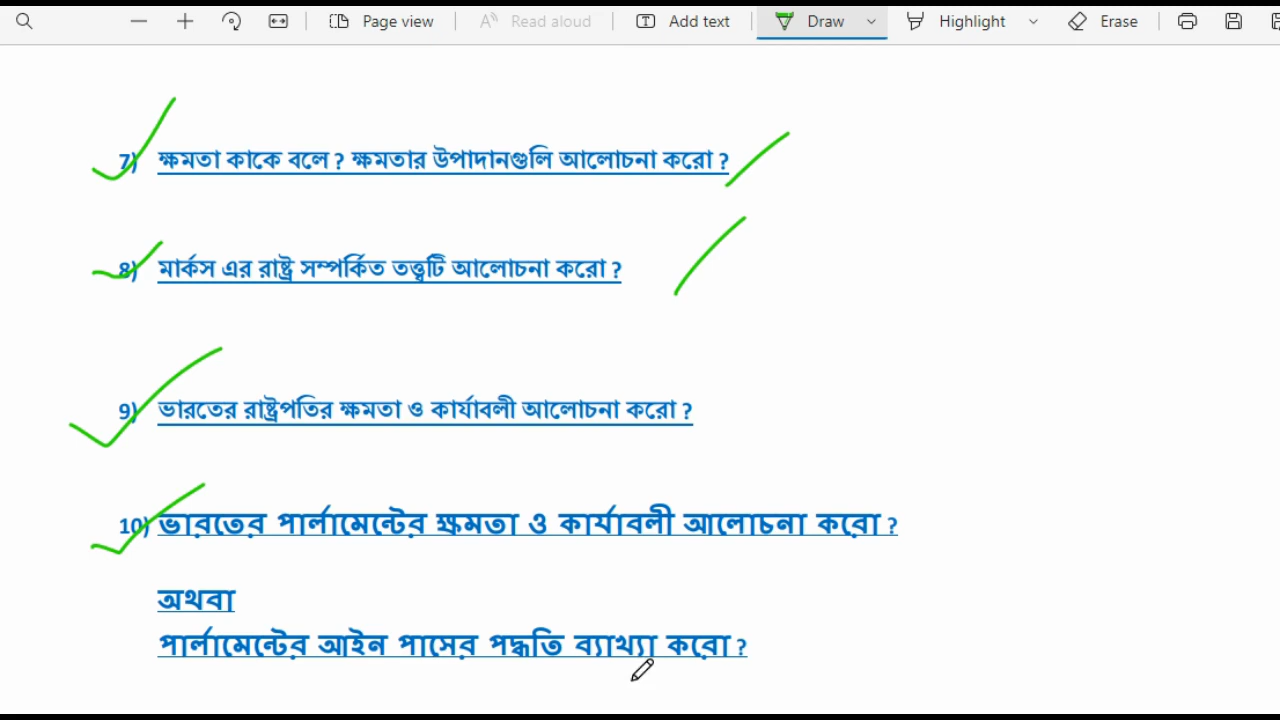 Page view Read aloud Add text Draw Highlight Erase
7) ক্ষমতা কাকে বলে ? ক্ষমতার উপাদানগুলি আলোচনা করো ?
8) মার্কস এর রাষ্ট্র সম্পর্কিত তত্ত্বটি আলোচনা করো ?
9) ভারতের রাষ্ট্রপতির ক্ষমতা ও কার্যাবলী আলোচনা করো ?
10) ভারতের পার্লামেন্টের ক্ষমতা ও কার্যাবলী আলোচনা করো ?
অথবা
পার্লামেন্টের আইন পাসের পদ্ধতি ব্যাখ্যা করো ?